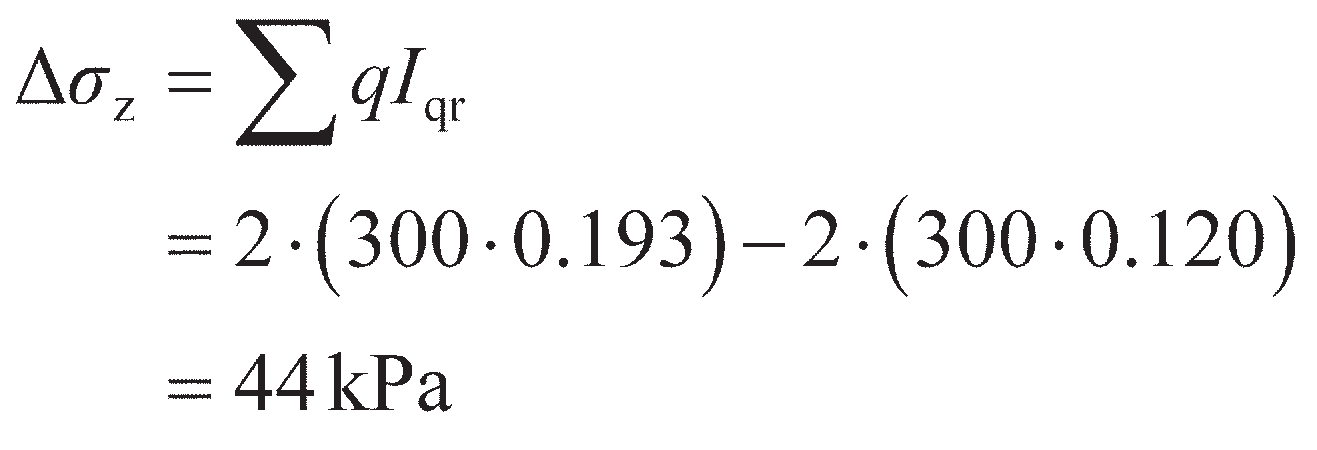 Δσz = ∑ qIqr
= 2·(300·0.193)−2·(300·0.120)
= 44 kPa